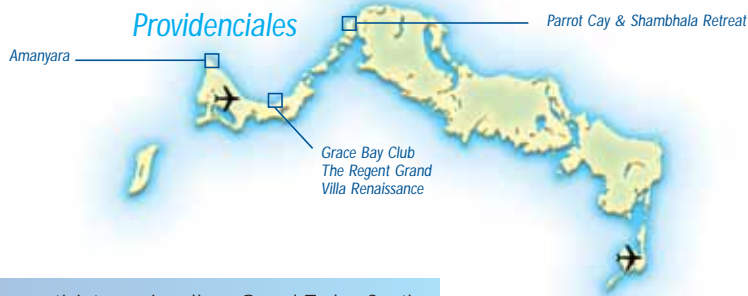 Providenciales
Parrot Cay & Shambhala Retreat
Amanyara
Grace Bay Club
The Regent Grand
Villa Renaissance